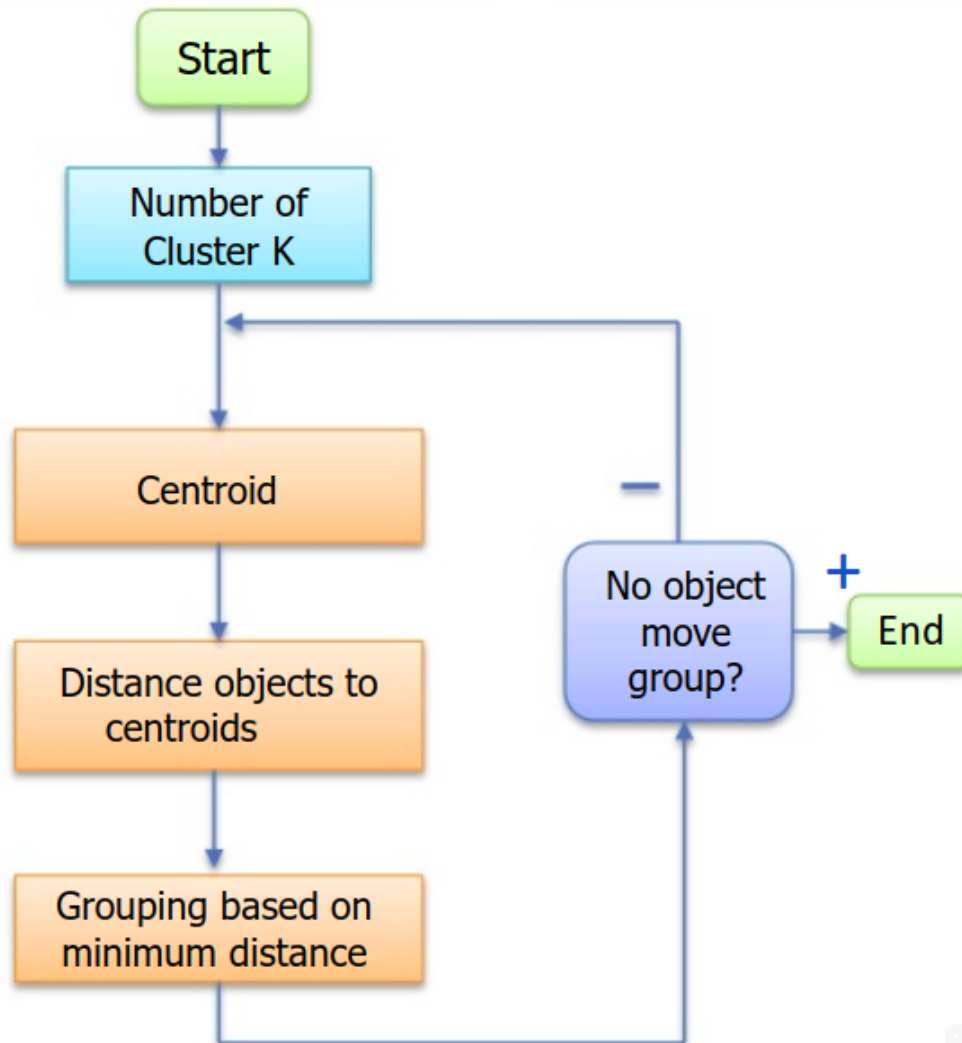 Start
Number of
Cluster K
Centroid
Distance objects to
centroids
Grouping based on
minimum distance
–
No object
move
group?
+
End